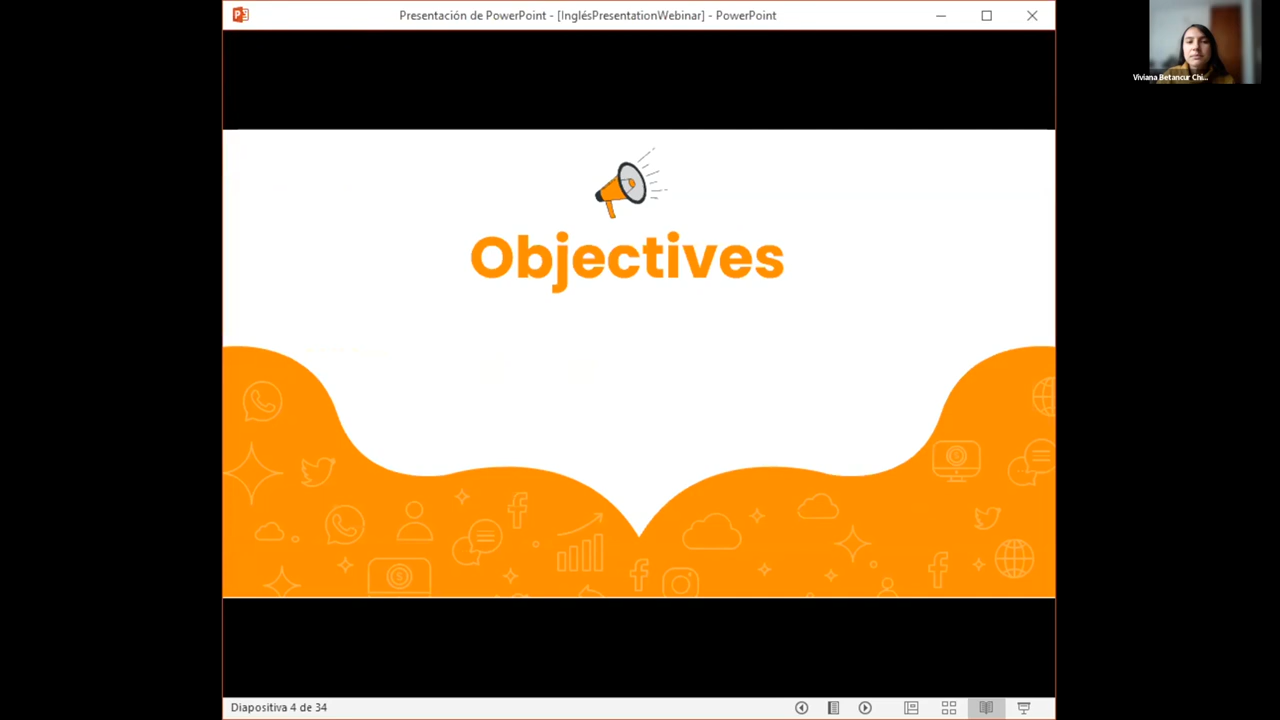 Presentación de PowerPoint - [InglésPresentationWebinar] - PowerPoint
Viviana Betancur Chi...
Objectives
Diapositiva 4 de 34